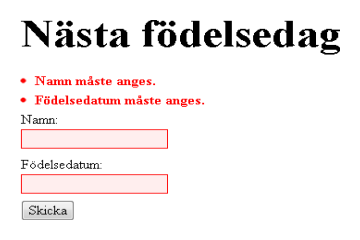 Nästa födelsedag
Namn måste anges.
Födelsedatum måste anges.
Namn:
Födelsedatum:
Skicka